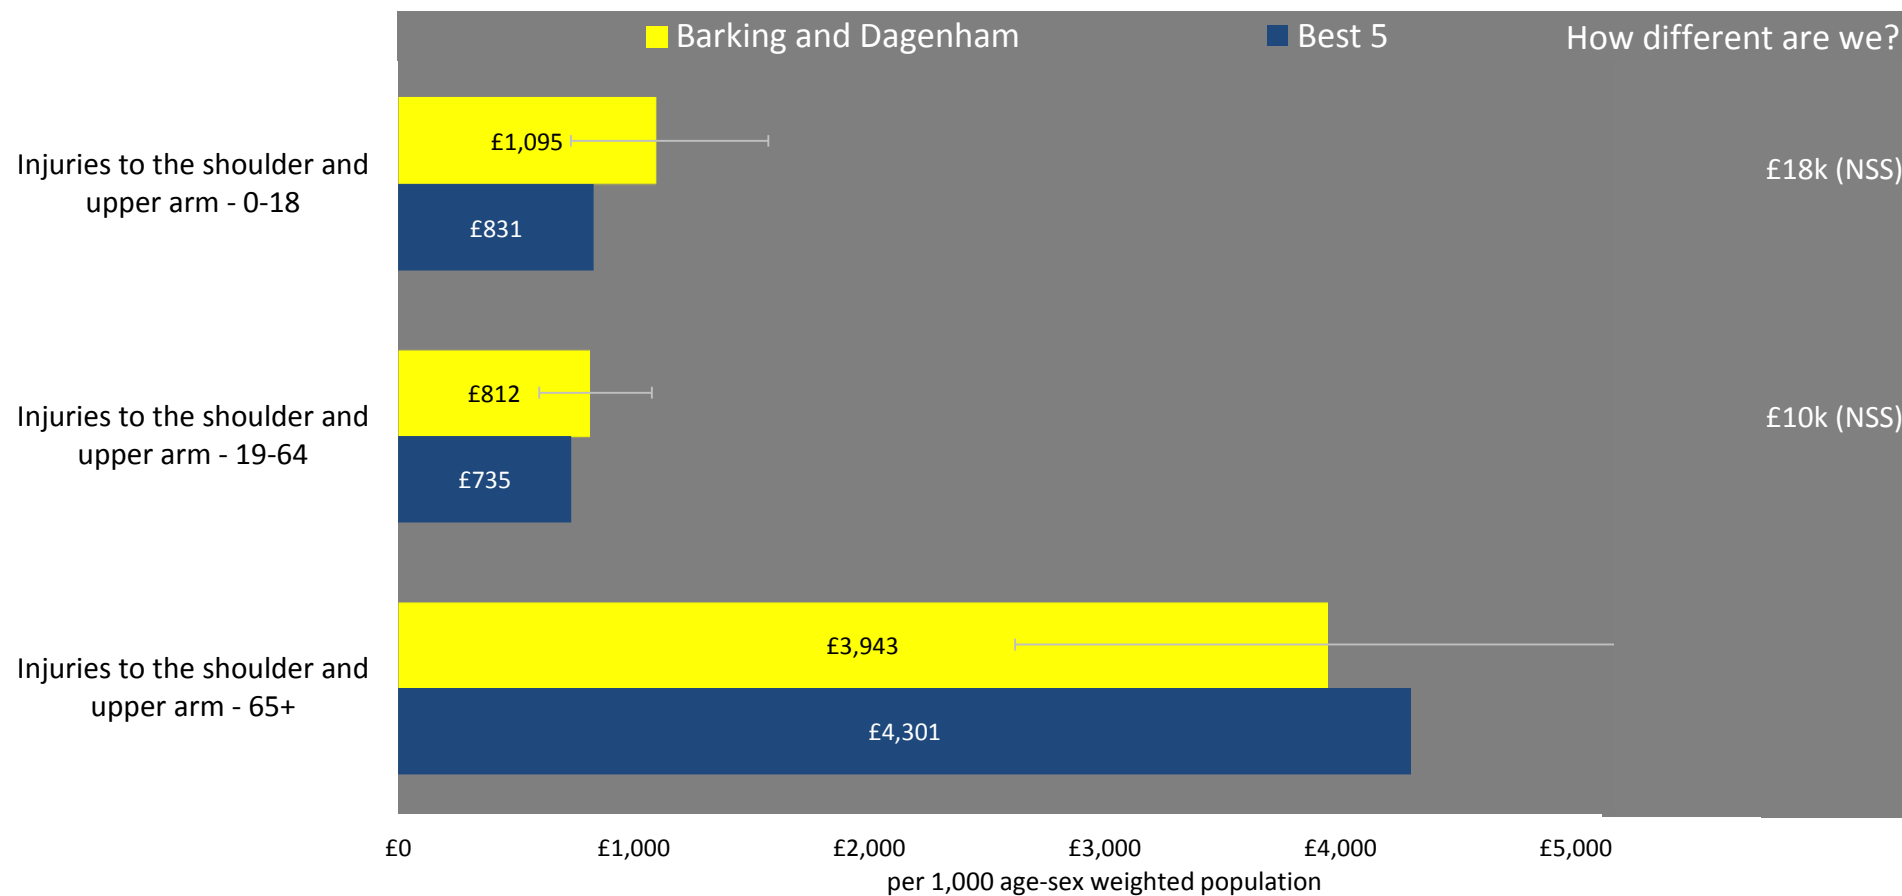 Barking and Dagenham
Best 5
How different are we?
Injuries to the shoulder and
upper arm - 0-18
£1,095
£831
£18k (NSS)
Injuries to the shoulder and
upper arm - 19-64
£812
£735
£10k (NSS)
Injuries to the shoulder and
upper arm - 65+
£3,943
£4,301
£0
£1,000
£2,000
£3,000
£4,000
£5,000
per 1,000 age-sex weighted population